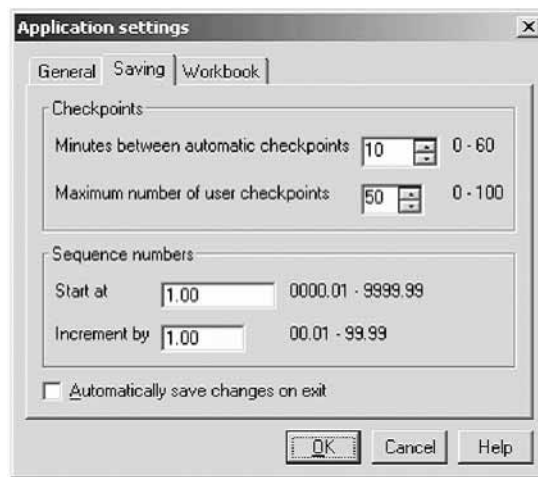 Application settings
General Saving Workbook
Checkpoints
Minutes between automatic checkpoints 10 0 - 60
Maximum number of user checkpoints 50 0 - 100
Sequence numbers
Start at 1.00 0000.01 - 9999.99
Increment by 1.00 00.01 - 99.99
Automatically save changes on exit
OK Cancel Help